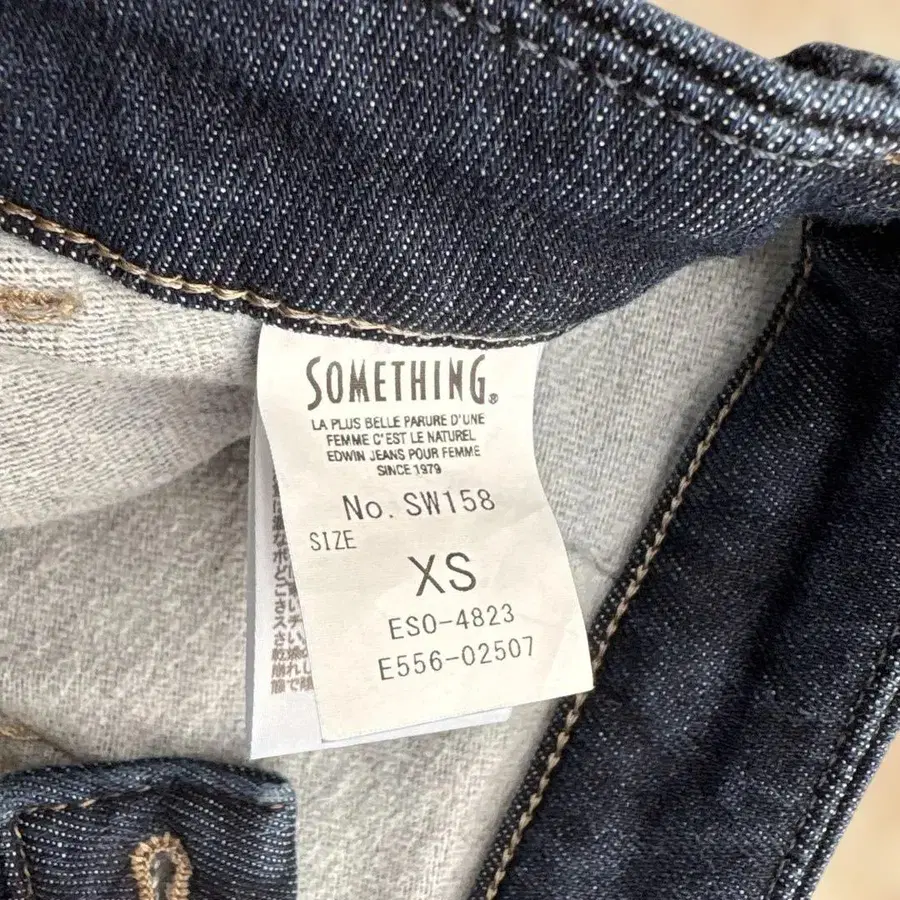 SOMETHING®
LA PLUS BELLE PARURE D'UNE
FEMME C'EST LE NATUREL
EDWIN JEANS POUR FEMME
SINCE 1979
No. SW158
SIZE
XS
ESO-4823
E556-02507